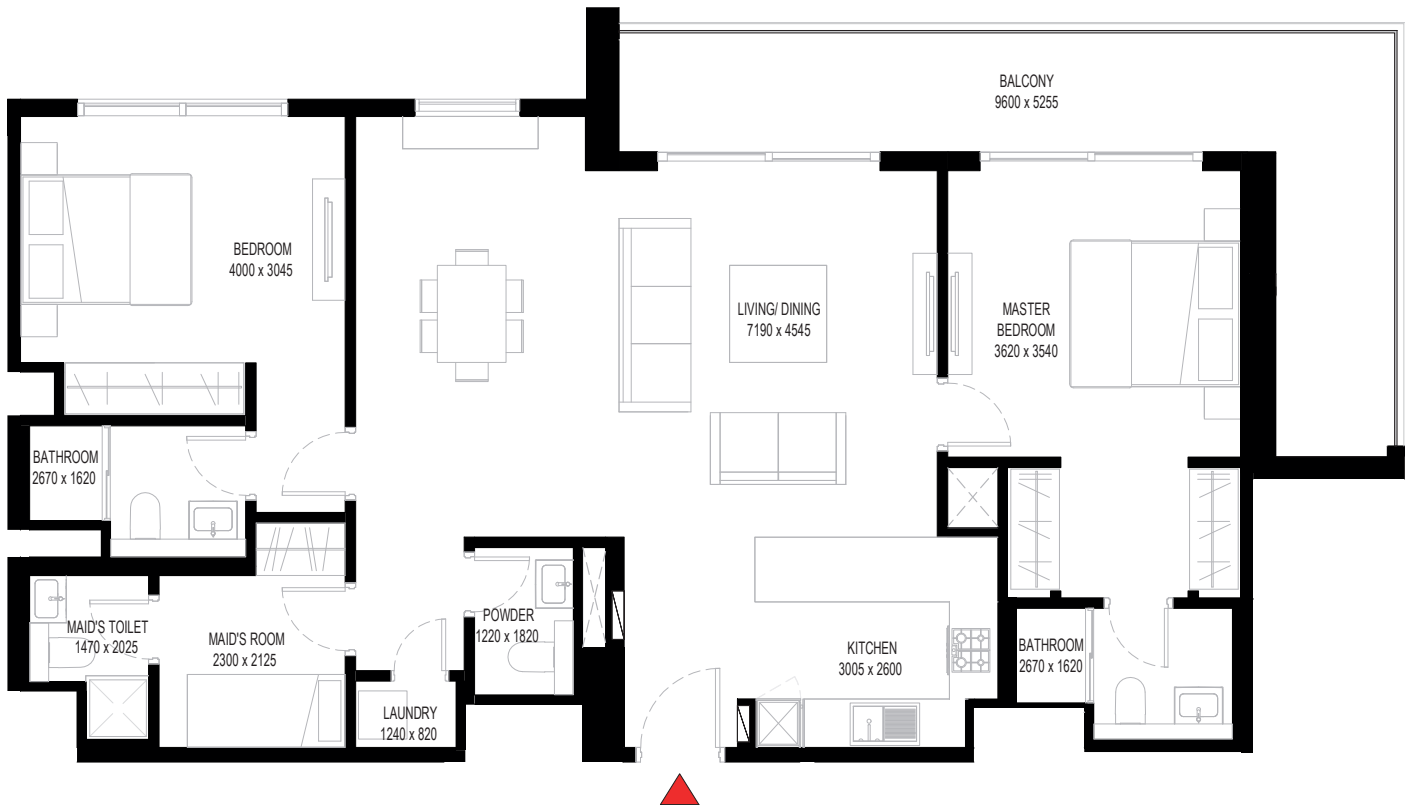 BALCONY
9600 x 5255
BEDROOM
4000 x 3045
LIVING/ DINING
7190 x 4545
MASTER
BEDROOM
3620 x 3540
BATHROOM
2670 x 1620
MAID'S TOILET
1470 x 2025
MAID'S ROOM
2300 x 2125
POWDER
1220 x 1820
KITCHEN
3005 x 2600
BATHROOM
2670 x 1620
LAUNDRY
1240 x 820